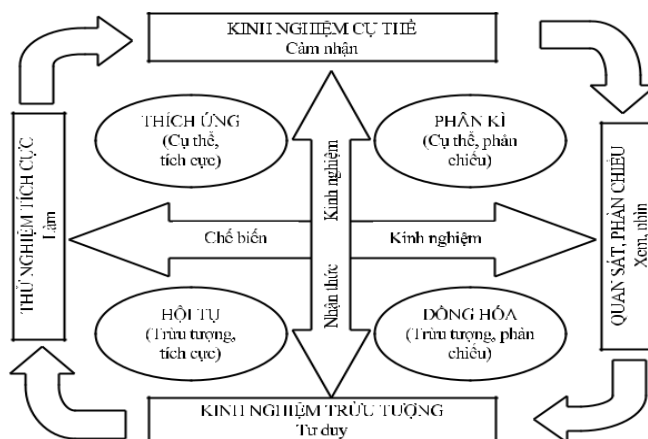 KINH NGHIỆM CỤ THỂ
Cảm nhận
THÍCH ỨNG
(Cụ thể,
tích cực)
PHÂN KÌ
(Cụ thể, phản
chiếu)
THỬ NGHIỆM TÍCH CỰC
Làm
Kinh nghiệm
Nhận thức
Chế biến
Kinh nghiệm
QUAN SÁT, PHẢN CHIẾU
Xem, nhìn
HỘI TỤ
(Trừu tượng,
tích cực)
ĐỒNG HÓA
(Trừu tượng, phản
chiếu)
KINH NGHIỆM TRỪU TƯỢNG
Tư duy